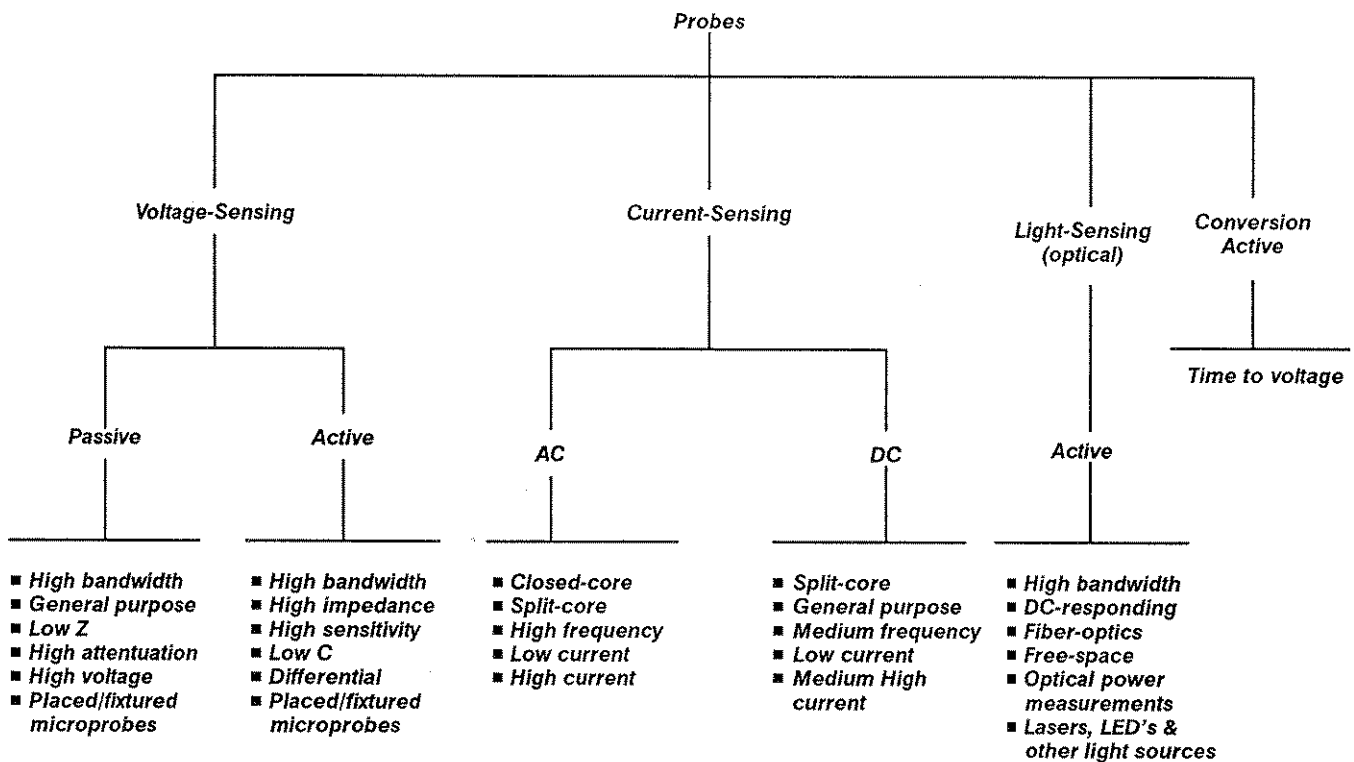 Probes
Voltage-Sensing
Current-Sensing
Light-Sensing
(optical)
Conversion
Active
Time to voltage
Passive
Active
AC
DC
Active
■ High bandwidth
■ General purpose
■ Low Z
■ High attentuation
■ High voltage
■ Placed/fixtured
microprobes
■ High bandwidth
■ High impedance
■ High sensitivity
■ Low C
■ Differential
■ Placed/fixtured
microprobes
■ Closed-core
■ Split-core
■ High frequency
■ Low current
■ High current
■ Split-core
■ General purpose
■ Medium frequency
■ Low current
■ Medium High
current
■ High bandwidth
■ DC-responding
■ Fiber-optics
■ Free-space
■ Optical power
measurements
■ Lasers, LED's &
other light sources